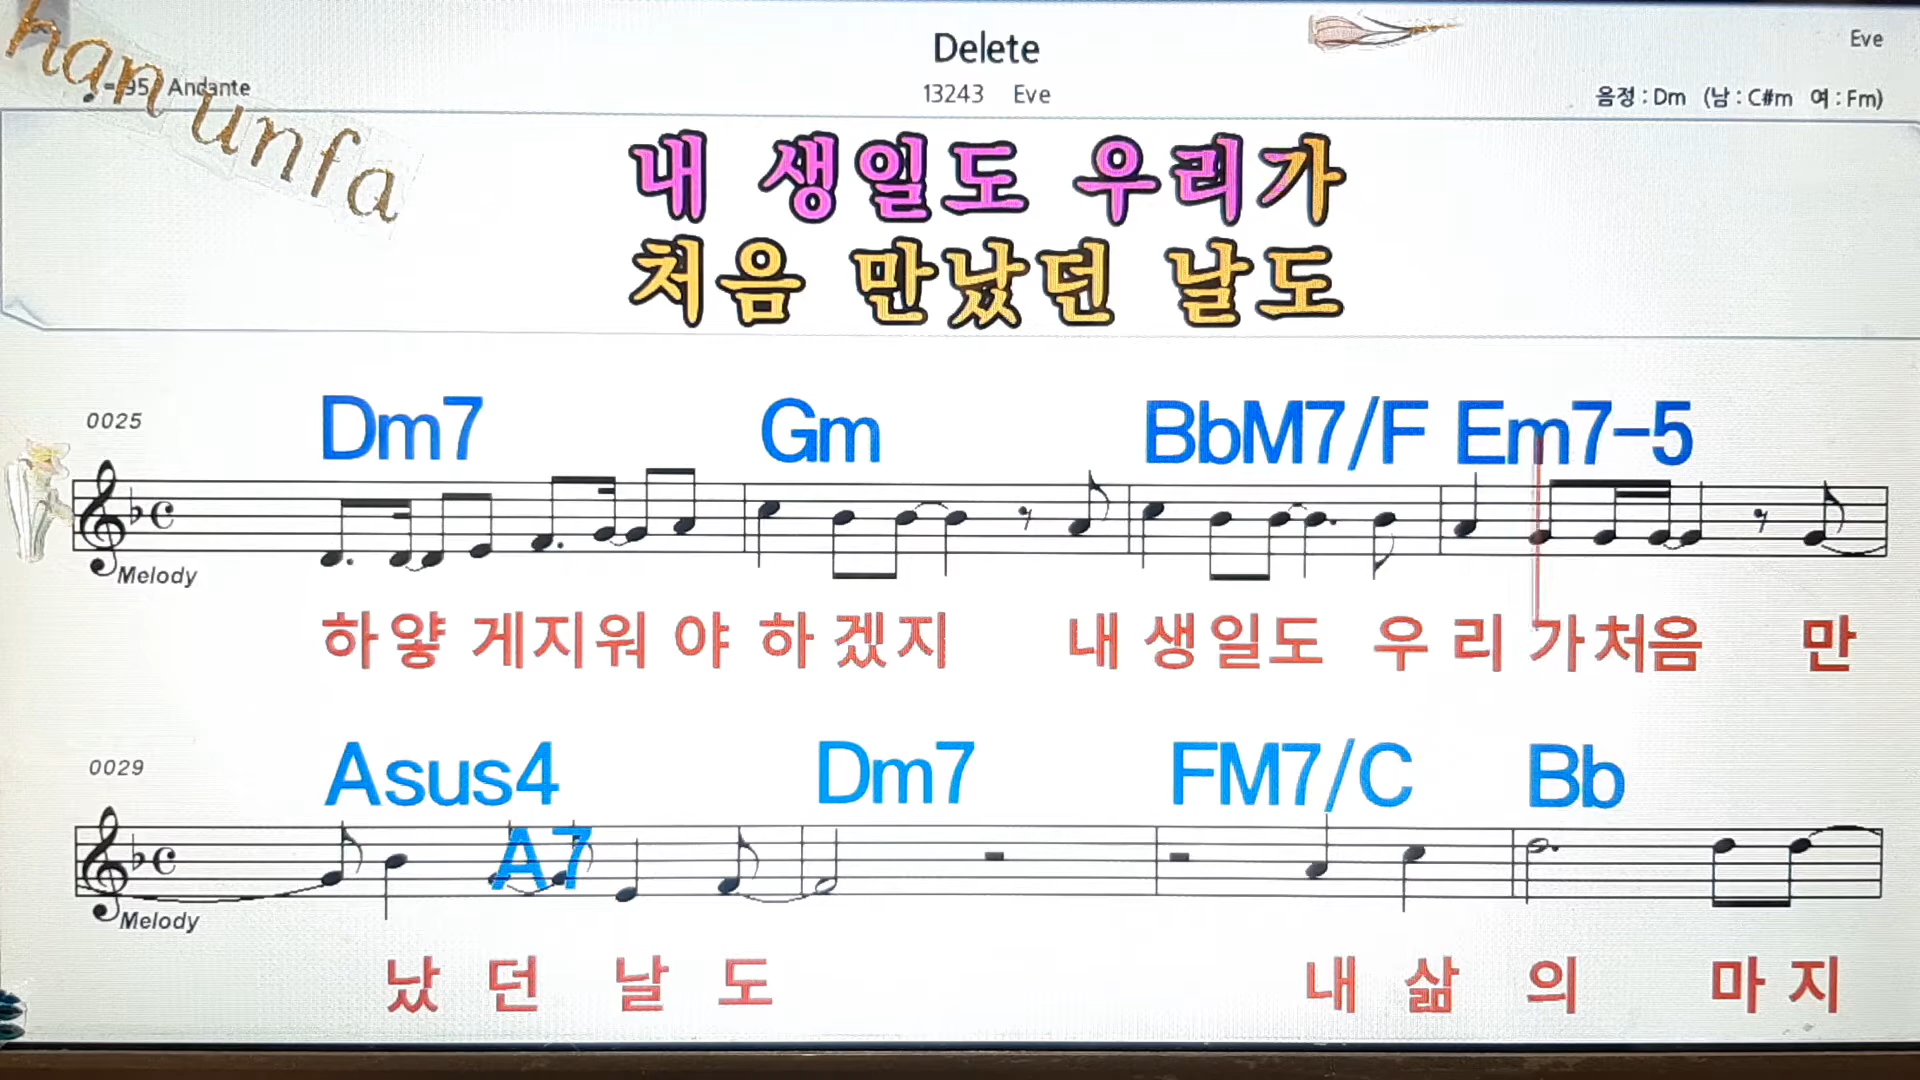 han unfa
Delete
Eve
= 95 Andante
13243 Eve
음정 : Dm (남 : C#m 여 : Fm)
내 생일도 우리가
처음 만났던 날도
0025
Dm7 Gm BbM7/F Em7-5
Melody
하얗게지워야하겠지 내생일도 우리가처음 만
0029
Asus4 A7 Dm7 FM7/C Bb
Melody
났던날도 내삶의 마지